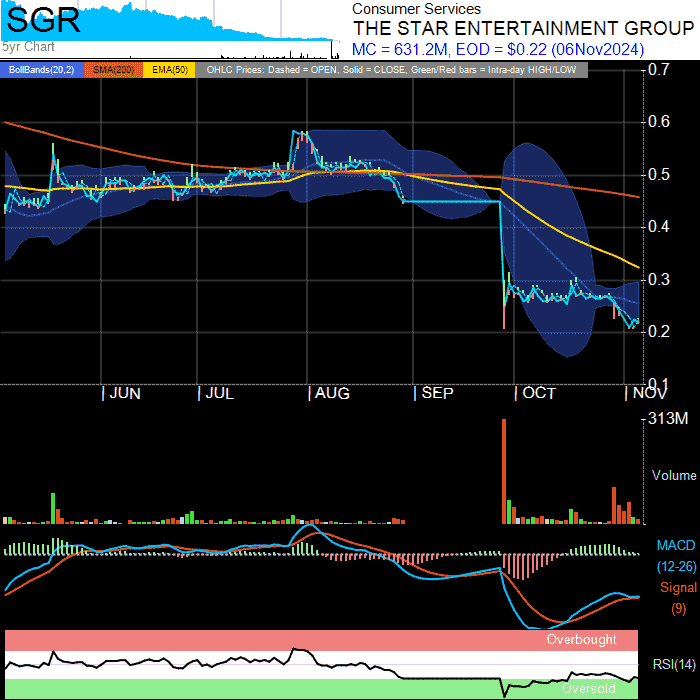 SGR
5yr Chart
Consumer Services
THE STAR ENTERTAINMENT GROUP
MC = 631.2M, EOD = $0.22 (06Nov2024)
BollBands(20,2) SMA(200) EMA(50) OHLC Prices: Dashed = OPEN, Solid = CLOSE, Green/Red bars = Intra-day HIGH/LOW
0.7
0.6
0.5
0.4
0.3
0.2
0.1
JUN JUL AUG SEP OCT NOV
313M
Volume
MACD
(12-26)
Signal
(9)
Overbought
RSI(14)
Oversold